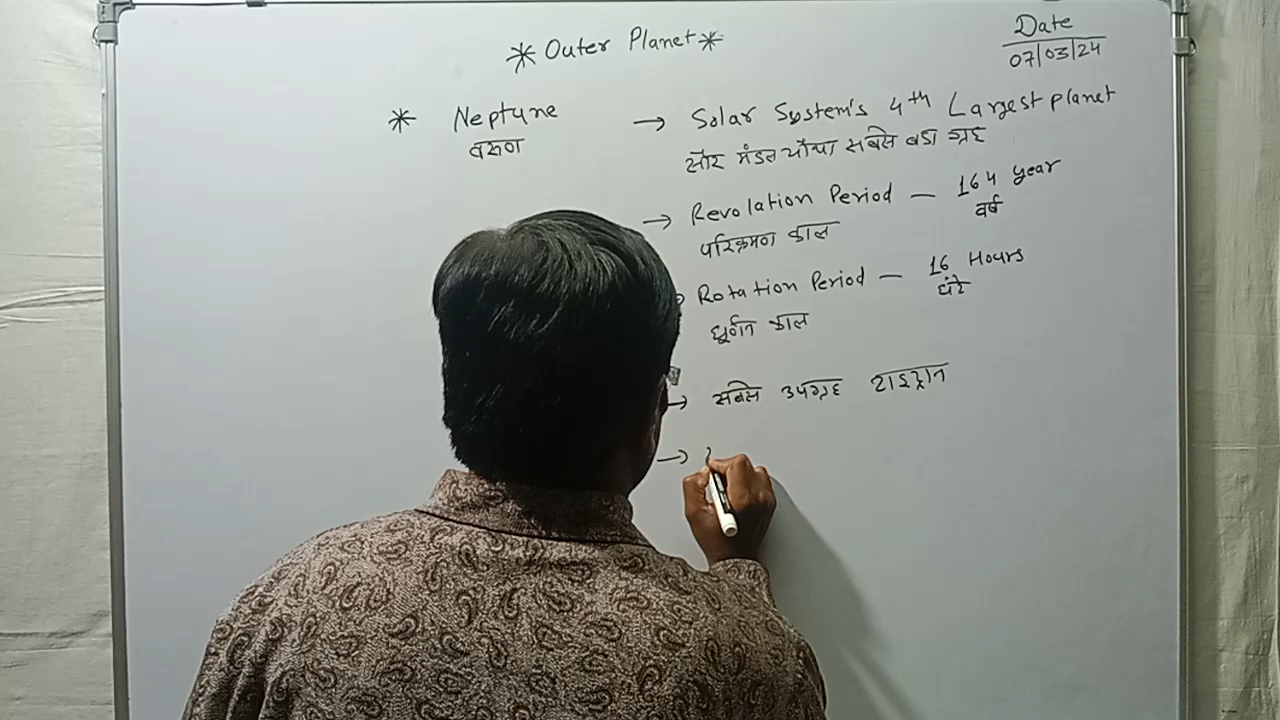 * Outer Planet *
Date
07/03/24
* Neptune
वरुण
→ Solar System's 4th Largest planet
सौर मंडल चौथा सबसे बडा ग्रह
→ Revolation Period — 164 year
परिक्रमण काल वर्ष
Rotation Period — 16 Hours
घूर्णन काल घंटे
→ सबसे उपग्रह टाइट्रान
→